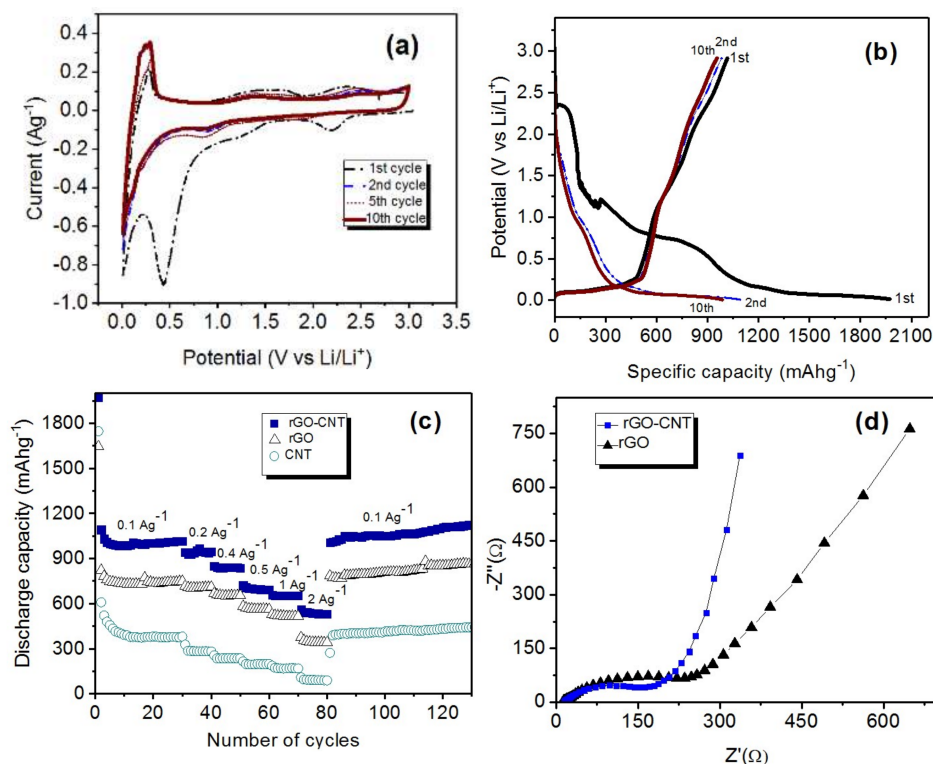 (a)
Current (Ag⁻¹)
0.4
0.2
0.0
-0.2
-0.4
-0.6
-0.8
-1.0
1st cycle
2nd cycle
5th cycle
10th cycle
0.0 0.5 1.0 1.5 2.0 2.5 3.0 3.5
Potential (V vs Li/Li⁺)
(b)
Potential (V vs Li/Li⁺)
3.0
2.5
2.0
1.5
1.0
0.5
0.0
10th 2nd
1st
10th 2nd 1st
0 300 600 900 1200 1500 1800 2100
Specific capacity (mAhg⁻¹)
(c)
Discharge capacity (mAhg⁻¹)
1800
1500
1200
900
600
300
0
rGO-CNT
rGO
CNT
0.1 Ag⁻¹
0.2 Ag⁻¹
0.4 Ag⁻¹
0.5 Ag⁻¹
1 Ag⁻¹
2 Ag⁻¹
0.1 Ag⁻¹
0 20 40 60 80 100 120
Number of cycles
(d)
-Z''(Ω)
750
600
450
300
150
0
rGO-CNT
rGO
0 150 300 450 600
Z'(Ω)